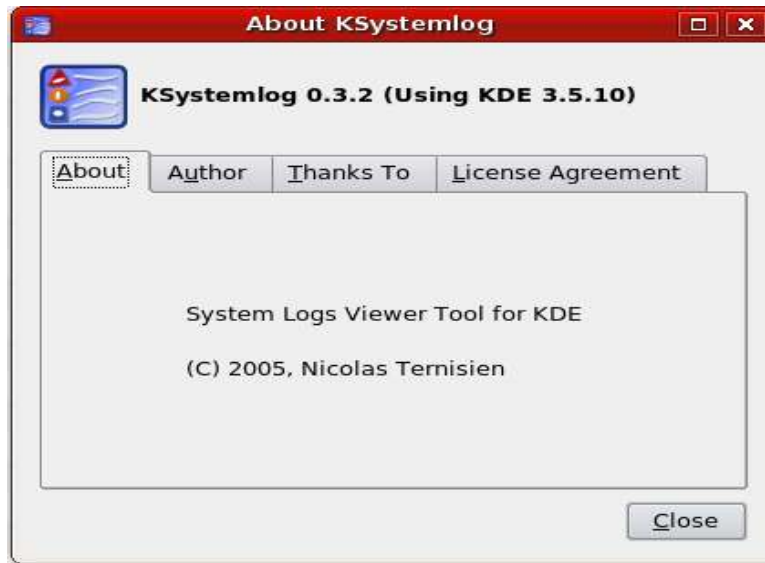 About KSystemlog
KSystemlog 0.3.2 (Using KDE 3.5.10)
About Author Thanks To License Agreement
System Logs Viewer Tool for KDE
(C) 2005, Nicolas Ternisien
Close